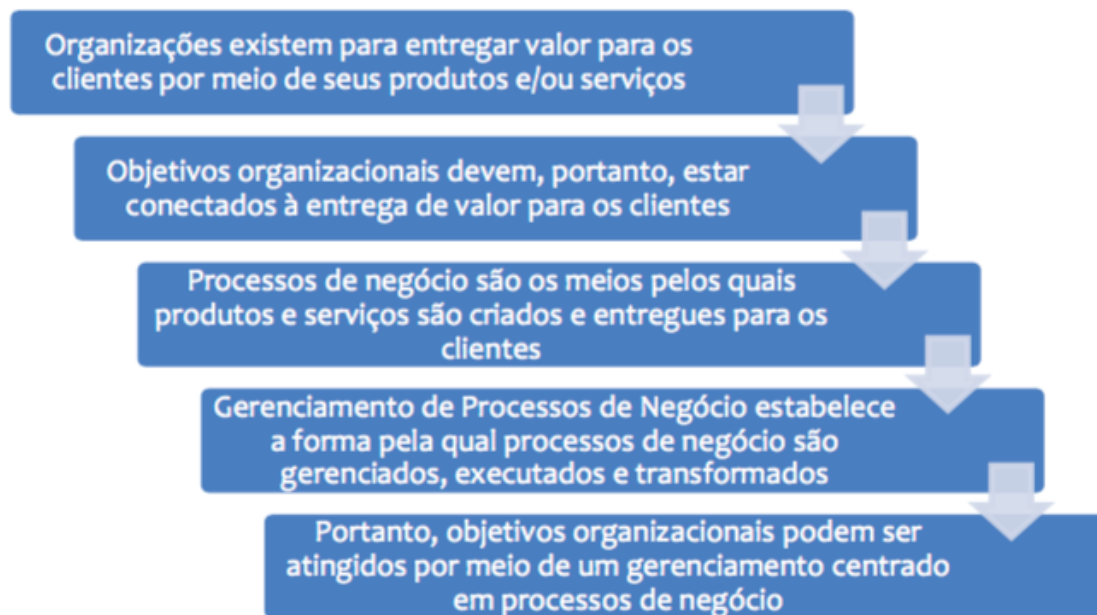 Organizações existem para entregar valor para os
clientes por meio de seus produtos e/ou serviços
Objetivos organizacionais devem, portanto, estar
conectados à entrega de valor para os clientes
Processos de negócio são os meios pelos quais
produtos e serviços são criados e entregues para os
clientes
Gerenciamento de Processos de Negócio estabelece
a forma pela qual processos de negócio são
gerenciados, executados e transformados
Portanto, objetivos organizacionais podem ser
atingidos por meio de um gerenciamento centrado
em processos de negócio